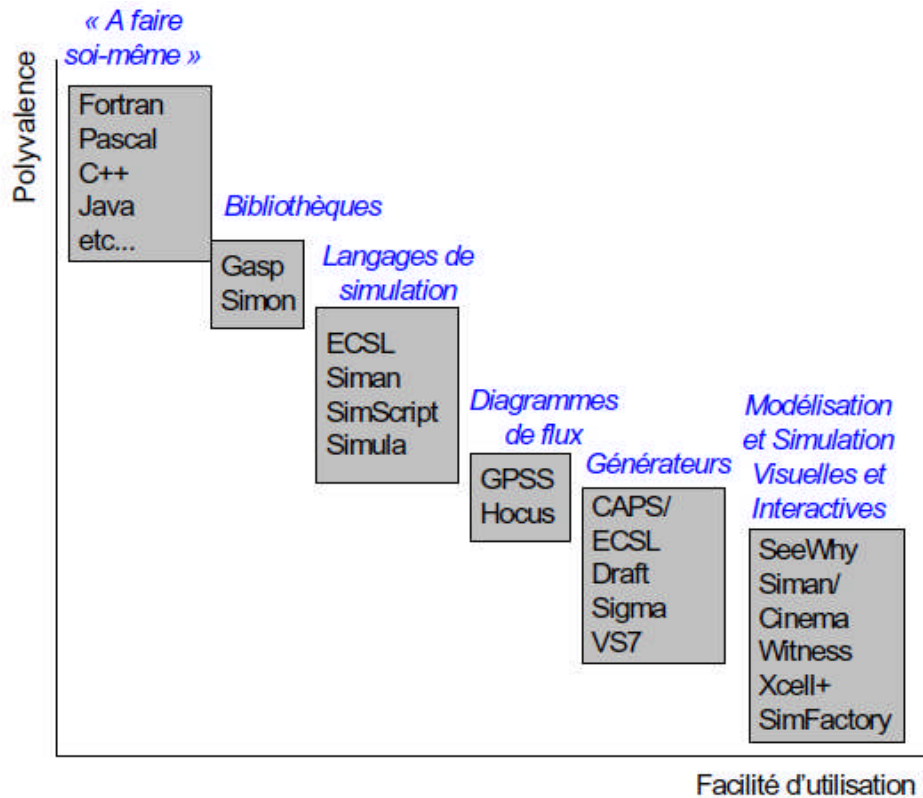 « A faire
soi-même »
Polyvalence
Fortran
Pascal
C++
Java
etc...
Bibliothèques
Gasp
Simon
Langages de
simulation
ECSL
Siman
SimScript
Simula
Diagrammes
de flux
GPSS
Hocus
Générateurs
CAPS/
ECSL
Draft
Sigma
VS7
Modélisation
et Simulation
Visuelles et
Interactives
SeeWhy
Siman/
Cinema
Witness
Xcell+
SimFactory
Facilité d'utilisation